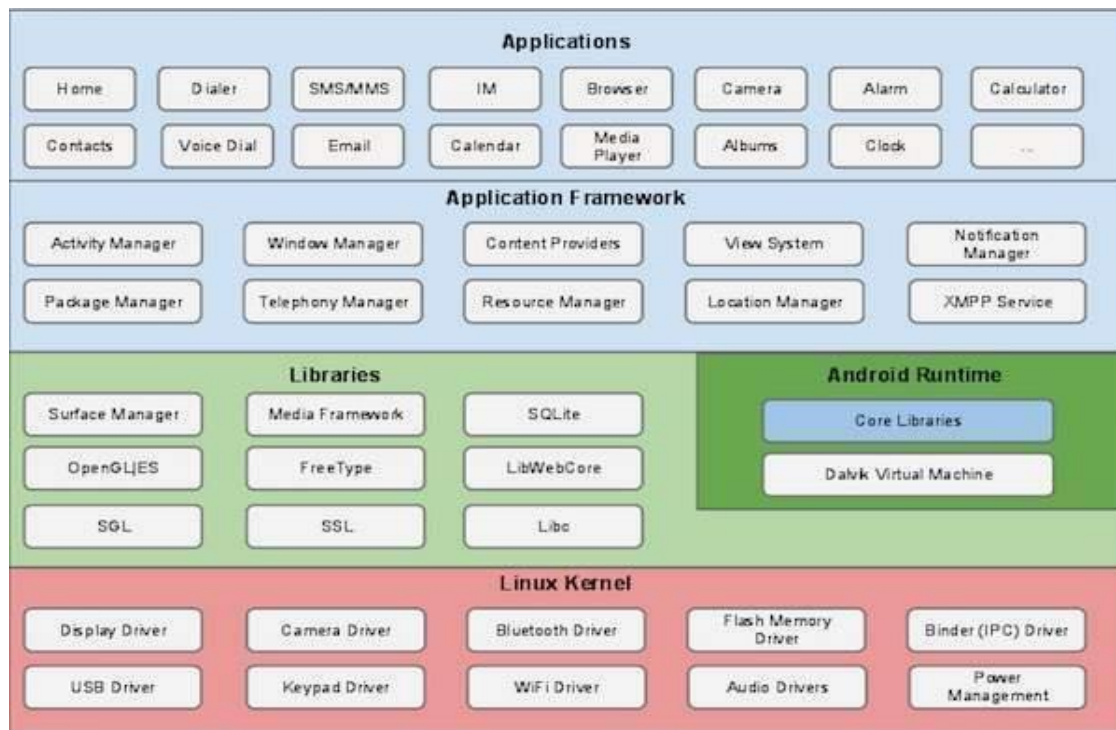 Applications
Home Dialer SMS/MMS IM Browser Camera Alarm Calculator
Contacts Voice Dial Email Calendar Media Player Albums Clock ...
Application Framework
Activity Manager Window Manager Content Providers View System Notification Manager
Package Manager Telephony Manager Resource Manager Location Manager XMPP Service
Libraries Android Runtime
Surface Manager Media Framework SQLite Core Libraries
OpenGL|ES FreeType LibWebCore Dalvik Virtual Machine
SGL SSL Libc
Linux Kernel
Display Driver Camera Driver Bluetooth Driver Flash Memory Driver Binder (IPC) Driver
USB Driver Keypad Driver WiFi Driver Audio Drivers Power Management